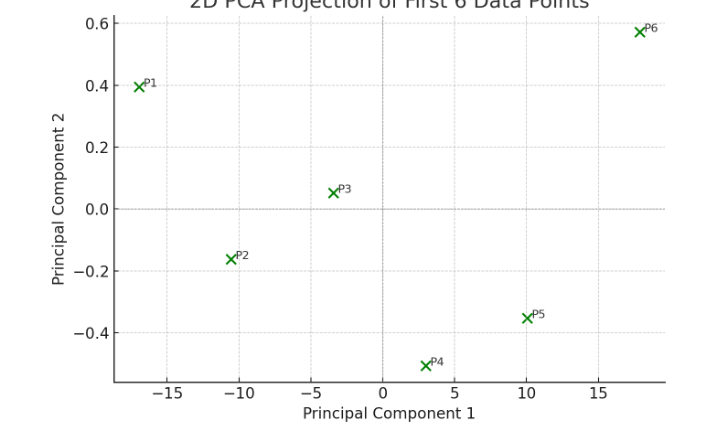 2D PCA Projection of First 6 Data Points
0.6
P6
0.4
P1
0.2
P3
0.0
P2
−0.2
P5
−0.4
P4
Principal Component 2
−15 −10 −5 0 5 10 15
Principal Component 1